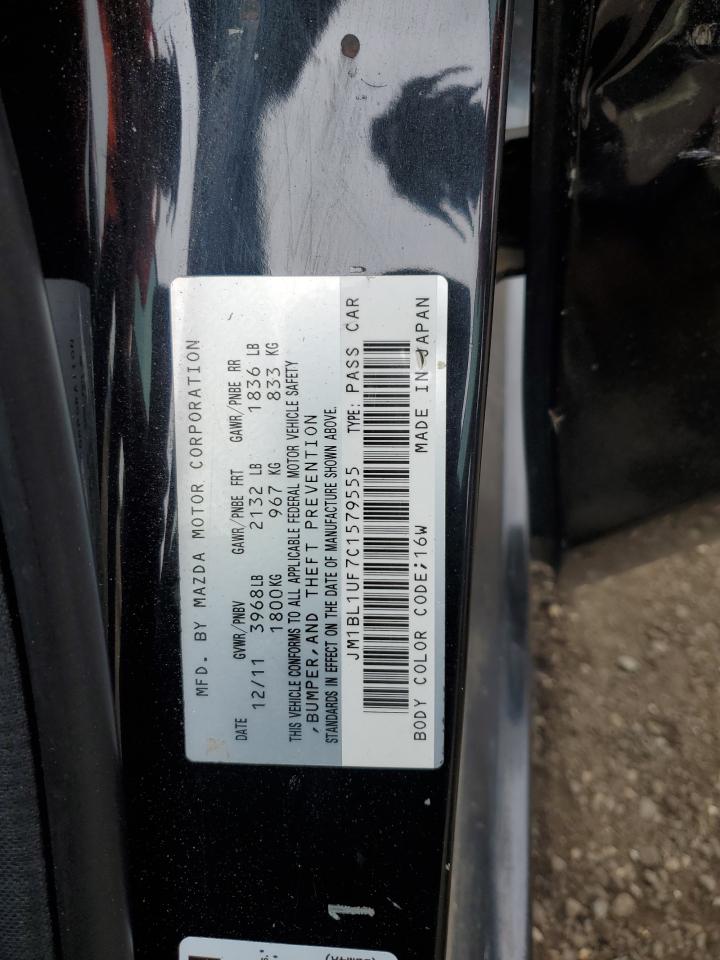 MFD. BY MAZDA MOTOR CORPORATION
DATE GVWR/PNBV GAWR/PNBE FRT GAWR/PNBE RR
12/11 3968LB 2132 LB 1836 LB
1800KG 967 KG 833 KG
THIS VEHICLE CONFORMS TO ALL APPLICABLE FEDERAL MOTOR VEHICLE SAFETY
,BUMPER,AND THEFT PREVENTION
STANDARDS IN EFFECT ON THE DATE OF MANUFACTURE SHOWN ABOVE.
JM1BL1UF7C1579555 TYPE: PASS CAR
U
BODY COLOR CODE;16W MADE IN JAPAN
1